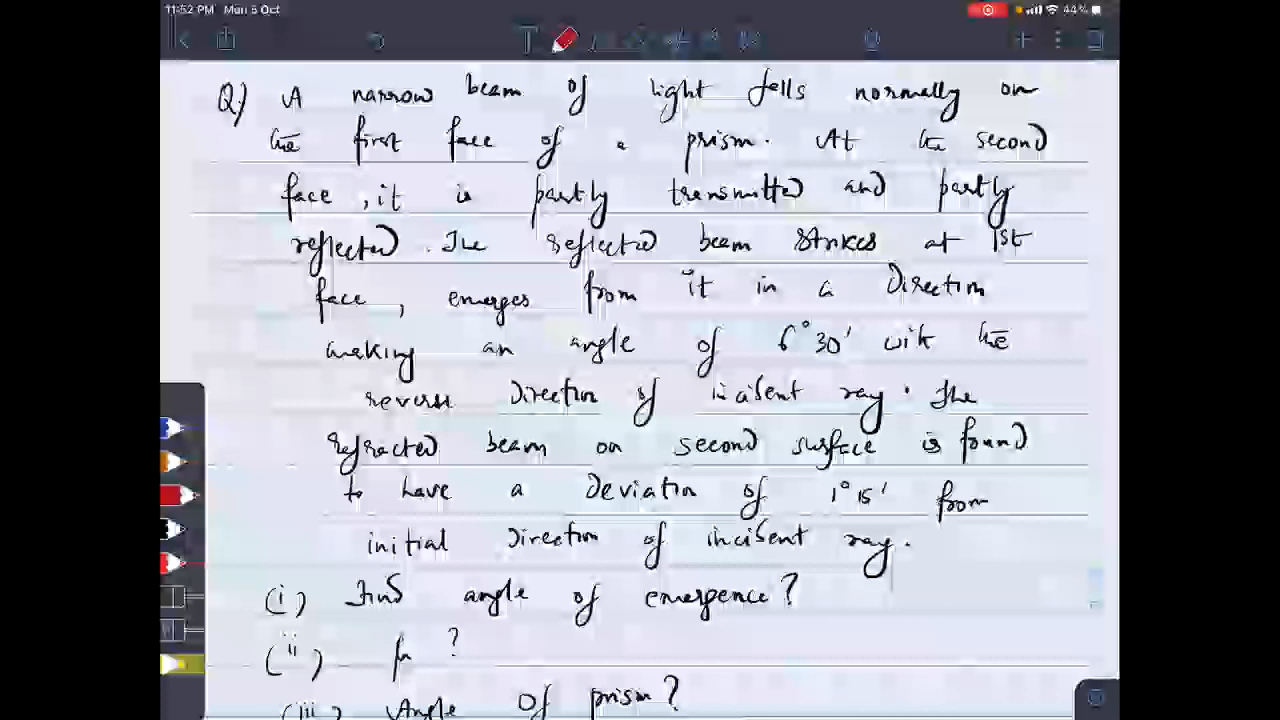 11:52 PM Mon 5 Oct
44%
Q) A narrow beam of light falls normally on
the first face of a prism. At the second
face, it is partly transmitted and partly
reflected. The reflected beam strikes at 1st
face, emerges from it in a direction
making an angle of 6° 30' with the
reverse direction of incident ray. The
refracted beam on second surface is found
to have a deviation of 1° 15' from
initial direction of incident ray.
(i) Find angle of emergence?
(ii) μ ?
(iii) Angle of prism?